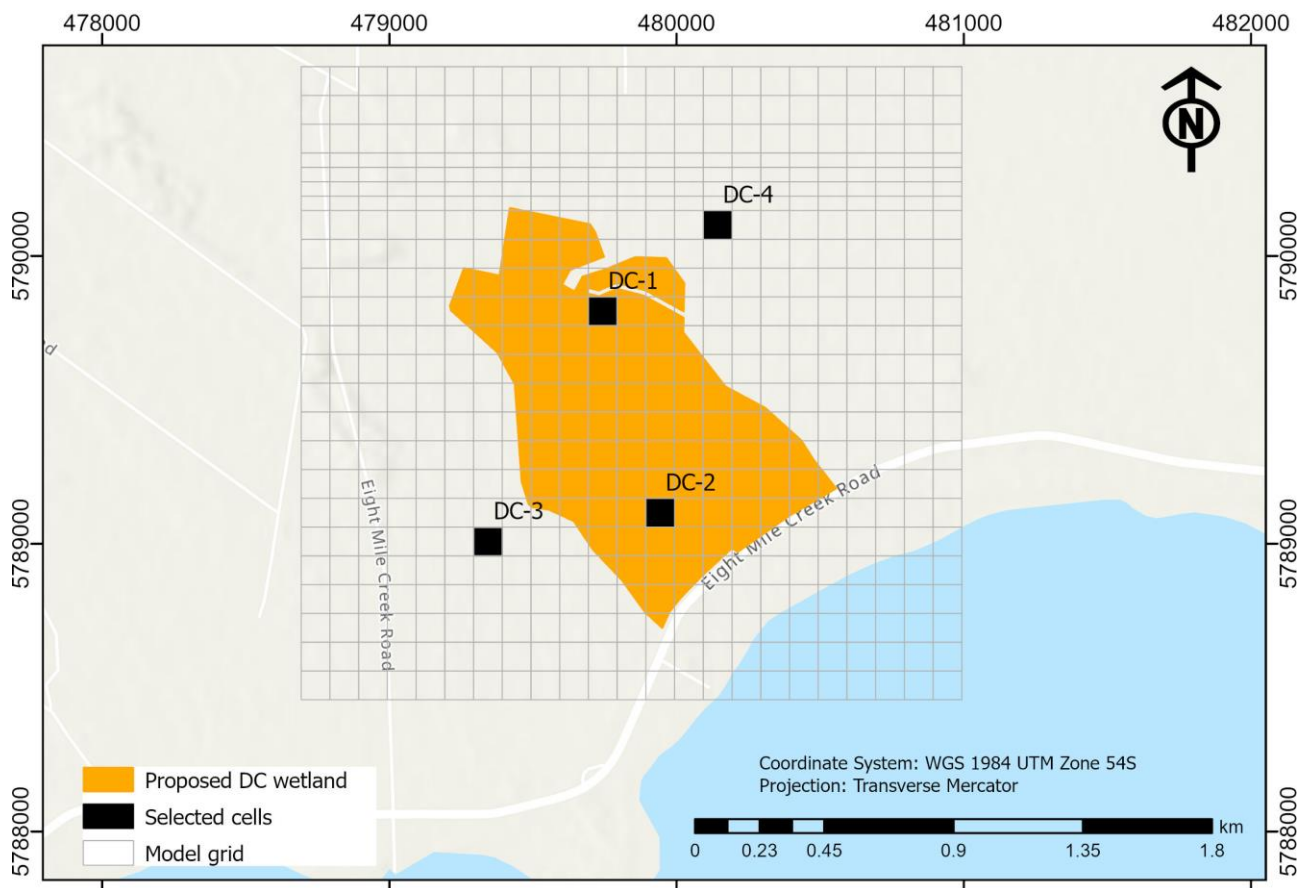 478000 479000 480000 481000 482000
N
DC-4
5790000 5790000
DC-1
d
DC-2
Eight Mile Creek Road
DC-3
Eight Mile Creek Road
5789000 5789000
Proposed DC wetland
Selected cells
Model grid
Coordinate System: WGS 1984 UTM Zone 54S
Projection: Transverse Mercator
km
0 0.23 0.45 0.9 1.35 1.8
5788000 5788000